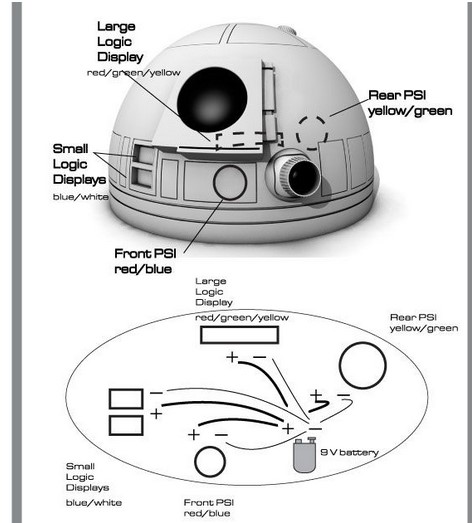 Large
Logic
Display
red/green/yellow
Rear PSI
yellow/green
Small
Logic
Displays
blue/white
Front PSI
red/blue
Large
Logic
Display
red/green/yellow
Rear PSI
yellow/green
+ −
+ −
−
+
+ −
+ −
9 V battery
Small
Logic
Displays
blue/white
Front PSI
red/blue